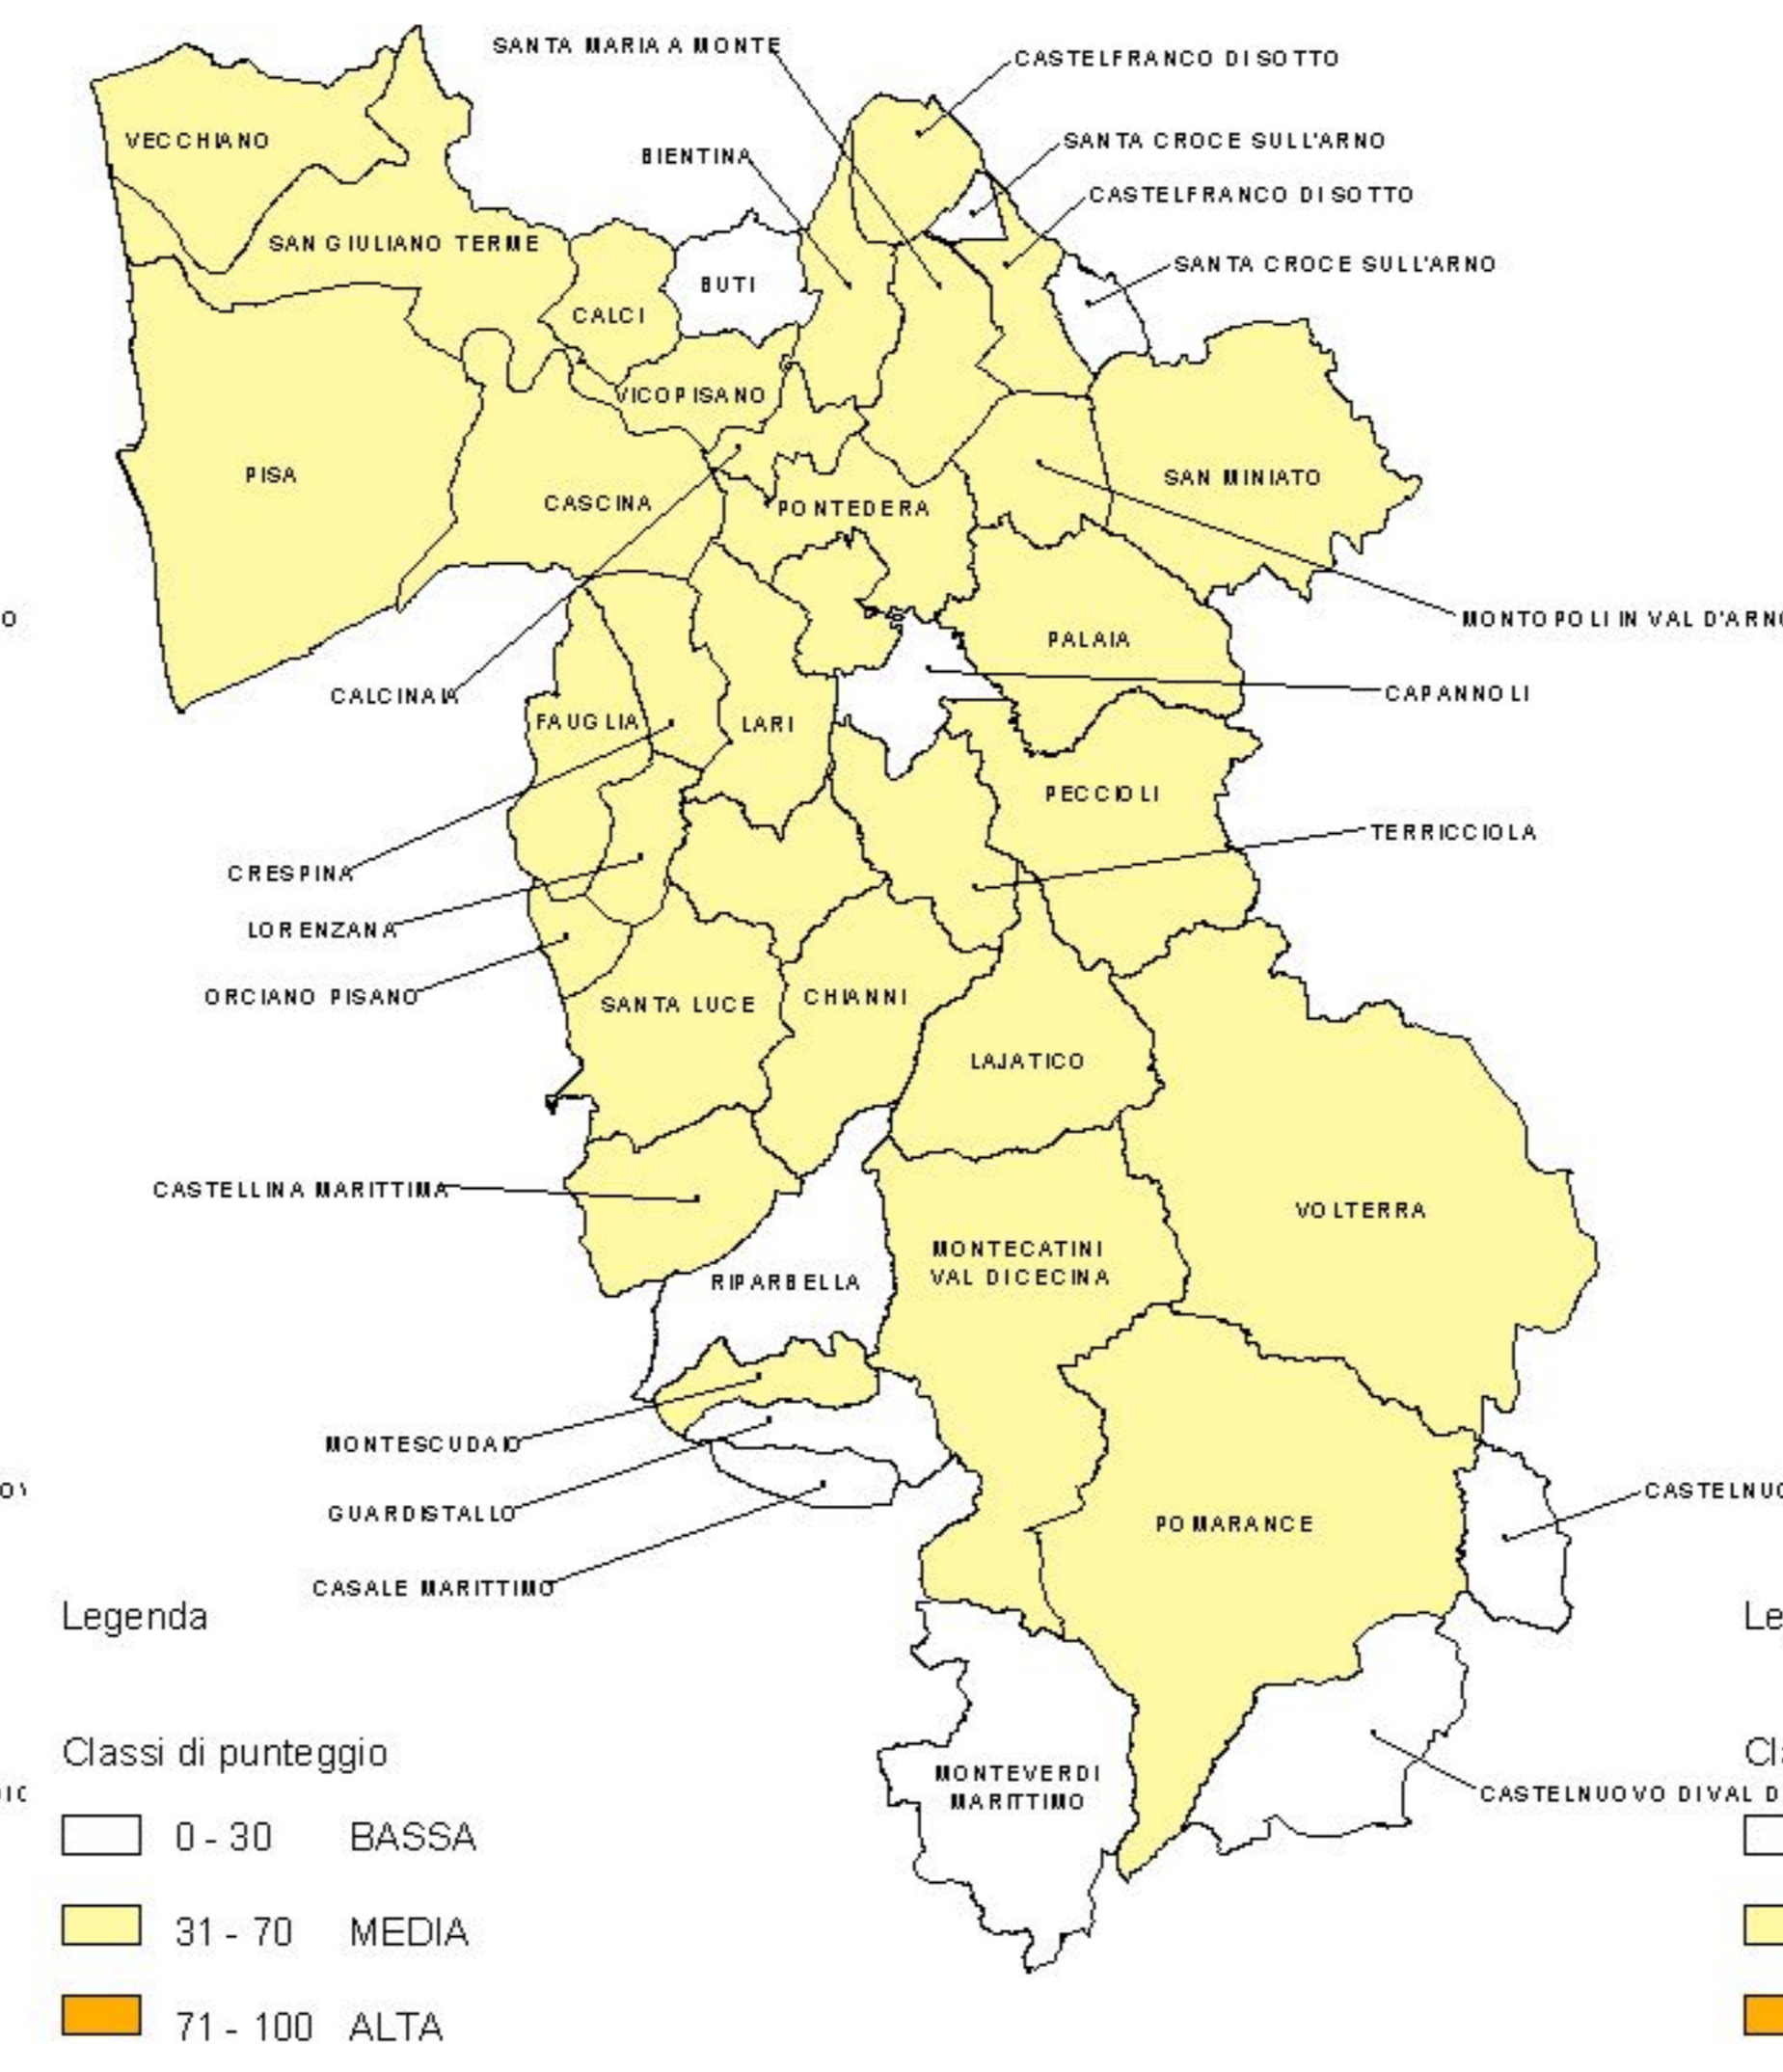 SANTA MARIA A MONTE
CASTELFRANCO DI SOTTO
VECCHIANO
BIENTINA
SANTA CROCE SULL'ARNO
CASTELFRANCO DI SOTTO
SAN GIULIANO TERME
SANTA CROCE SULL'ARNO
BUTI
CALCI
VICOPISANO
PISA
CASCINA
PONTEDERA
SAN MINIATO
O
MONTOPOLI IN VAL D'ARNO
PALAIA
CALCINAIA
CAPANNOLI
FAUGLIA
LARI
PECCIOLI
TERRICCIOLA
CRESPINA
LORENZANA
ORCIANO PISANO
SANTA LUCE
CHIANNI
LAJATICO
CASTELLINA MARITTIMA
VOLTERRA
MONTECATINI
VAL DI CECINA
RIPARBELLA
MONTESCUDAIO
GUARDISTALLO
CASTELNUO
POMARANCE
CASALE MARITTIMO
Legenda
Le
Classi di punteggio
Cla
MONTEVERDI
MARITTIMO
CASTELNUOVO DI VAL D
0 - 30 BASSA
31 - 70 MEDIA
71 - 100 ALTA